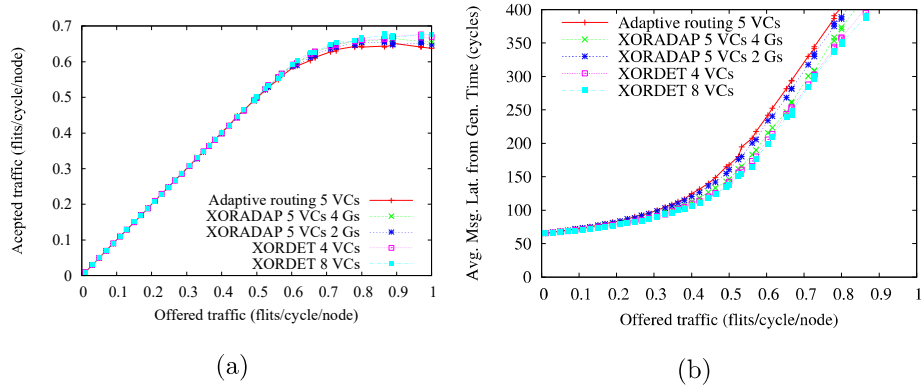 0.7
0.6
0.5
0.4
0.3
0.2
0.1
0
Acepted traffic (flits/cycle/node)
Adaptive routing 5 VCs
XORADAP 5 VCs 4 Gs
XORADAP 5 VCs 2 Gs
XORDET 4 VCs
XORDET 8 VCs
0 0.1 0.2 0.3 0.4 0.5 0.6 0.7 0.8 0.9 1
Offered traffic (flits/cycle/node)
(a)
400
350
300
250
200
150
100
50
0
Avg. Msg. Lat. from Gen. Time (cycles)
Adaptive routing 5 VCs
XORADAP 5 VCs 4 Gs
XORADAP 5 VCs 2 Gs
XORDET 4 VCs
XORDET 8 VCs
0 0.1 0.2 0.3 0.4 0.5 0.6 0.7 0.8 0.9 1
Offered traffic (flits/cycle/node)
(b)